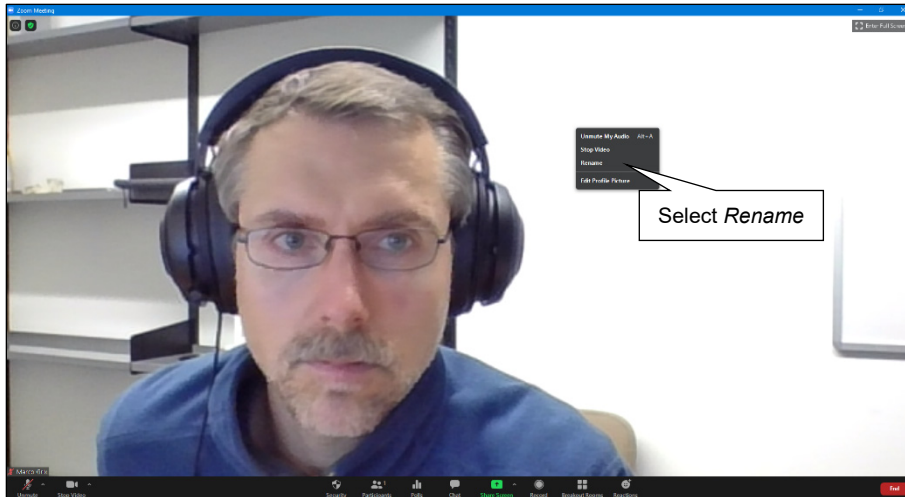 Zoom Meeting
Enter Full Screen
Unmute My Audio Alt+A
Stop Video
Rename
Edit Profile Picture
Select Rename
Unmute
Stop Video
Security
Participants
1
Polls
Chat
Share Screen
Record
Breakout Rooms
Reactions
End